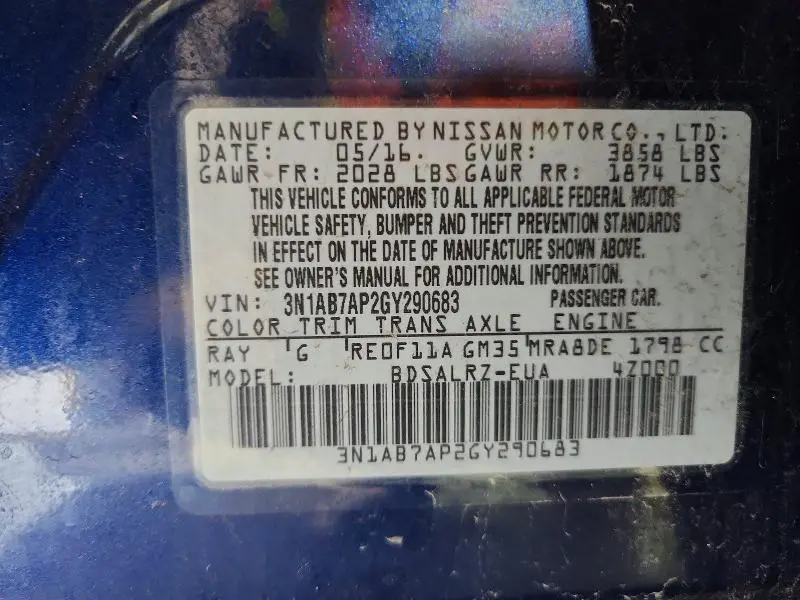 MANUFACTURED BY NISSAN MOTOR CO., LTD.
DATE: 05/16. GVWR: 3858 LBS
GAWR FR: 2028 LBS GAWR RR: 1874 LBS
THIS VEHICLE CONFORMS TO ALL APPLICABLE FEDERAL MOTOR
VEHICLE SAFETY, BUMPER AND THEFT PREVENTION STANDARDS
IN EFFECT ON THE DATE OF MANUFACTURE SHOWN ABOVE.
SEE OWNER'S MANUAL FOR ADDITIONAL INFORMATION.
VIN: 3N1AB7AP2GY290683 PASSENGER CAR.
COLOR TRIM TRANS AXLE ENGINE
RAY G RE0F11A GM35 MRA8DE 1798 CC
MODEL: BDSALRZ-EUA 4Z000
3N1AB7AP2GY290683